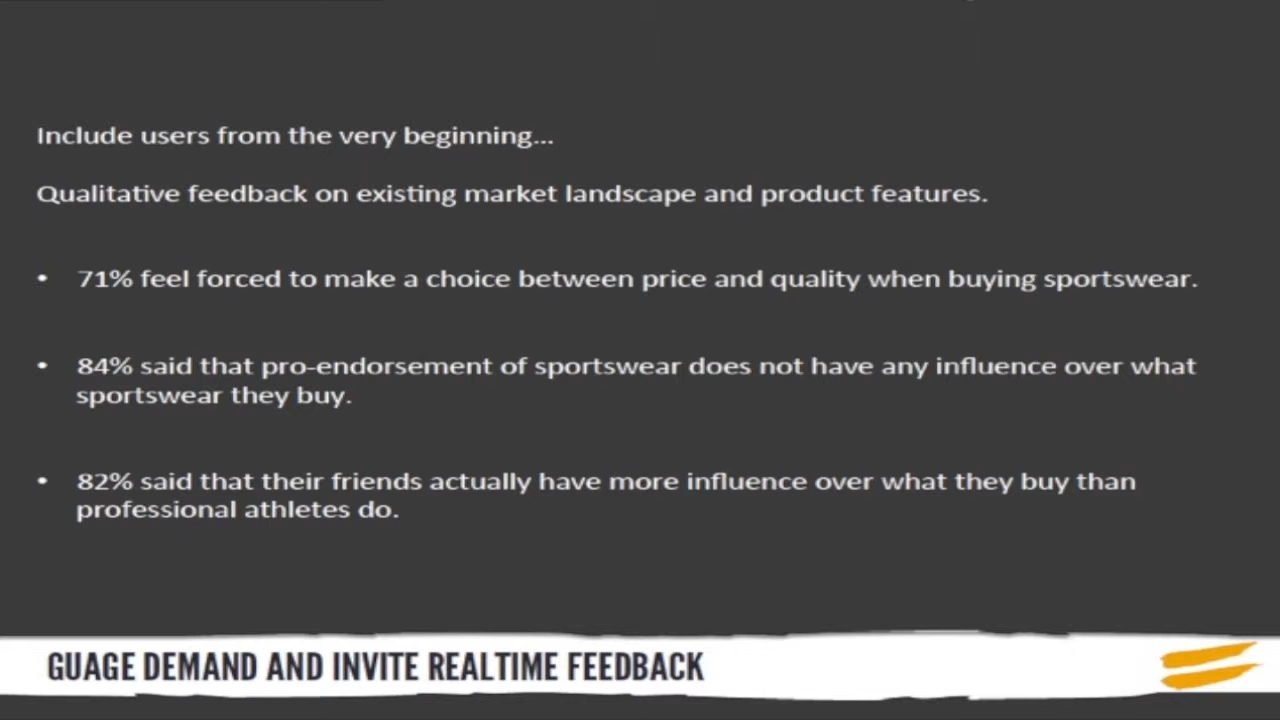 Include users from the very beginning...
Qualitative feedback on existing market landscape and product features.
• 71% feel forced to make a choice between price and quality when buying sportswear.
• 84% said that pro-endorsement of sportswear does not have any influence over what
sportswear they buy.
• 82% said that their friends actually have more influence over what they buy than
professional athletes do.
GUAGE DEMAND AND INVITE REALTIME FEEDBACK